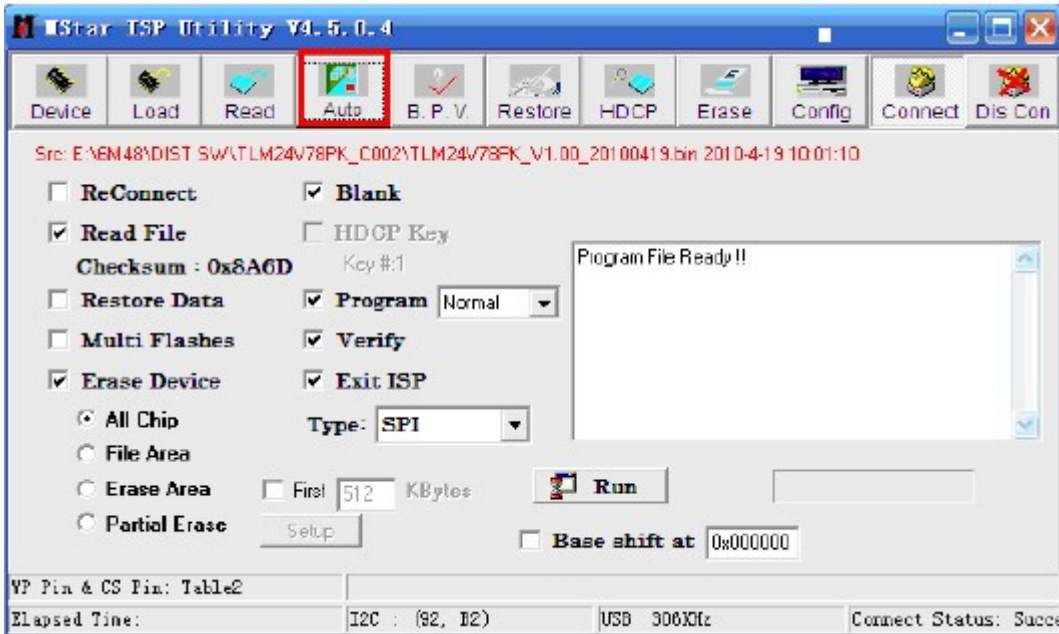 MStar ISP Utility V4.5.0.4
Device Load Read Auto B.P.V. Restore HDCP Erase Config Connect Dis Con
Src: E:\6M48\DIST SW\TLM24V78PK_C002\TLM24V78PK_V1.00_20100419.bin 2010-4-19 10:01:10
ReConnect Blank
Read File HDCP Key
Checksum : 0x8A6D Key #:1
Program File Ready !!
Restore Data Program Normal
Multi Flashes Verify
Erase Device Exit ISP
All Chip Type: SPI
File Area
Erase Area First 512 KBytes Run
Partial Erase Setup
Base shift at 0x000000
WP Pin & CS Pin: Table2
Elapsed Time: I2C : (92, B2) USB 306KHz Connect Status: Succe